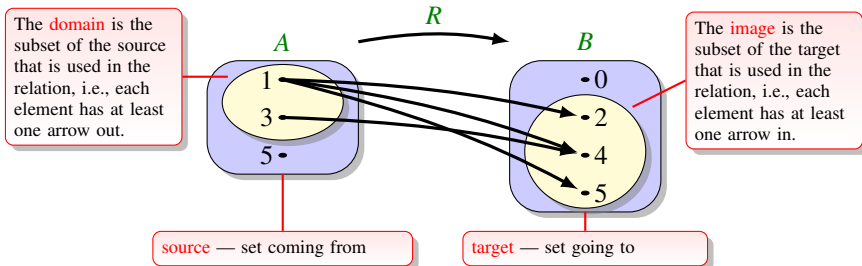 The domain is the
subset of the source
that is used in the
relation, i.e., each
element has at least
one arrow out.
A
R
B
The image is the
subset of the target
that is used in the
relation, i.e., each
element has at least
one arrow in.
1
3
5
0
2
4
5
source — set coming from
target — set going to